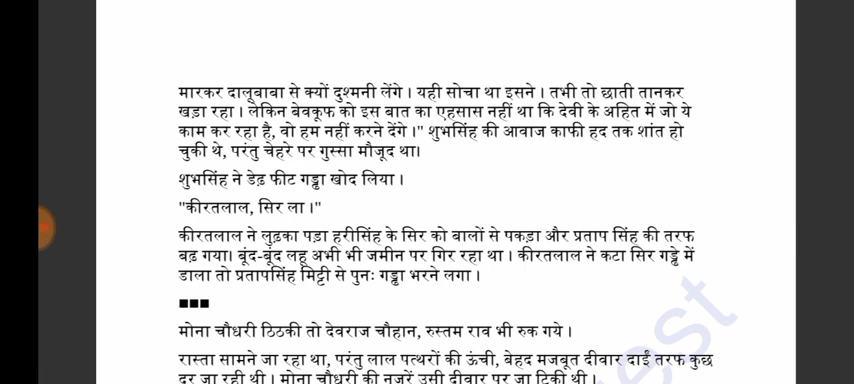 मारकर दालूबाबा से क्यों दुश्मनी लेंगे। यही सोचा था इसने। तभी तो छाती तानकर
खड़ा रहा। लेकिन बेवकूफ को इस बात का एहसास नहीं था कि देवी के अहित में जो ये
काम कर रहा है, वो हम नहीं करने देंगे।" शुभसिंह की आवाज काफी हद तक शांत हो
चुकी थे, परंतु चेहरे पर गुस्सा मौजूद था।
शुभसिंह ने डेढ़ फीट गड्ढा खोद लिया।
"कीरतलाल, सिर ला।"
कीरतलाल ने लुढ़का पड़ा हरीसिंह के सिर को बालों से पकड़ा और प्रताप सिंह की तरफ
बढ़ गया। बूंद-बूंद लहू अभी भी जमीन पर गिर रहा था। कीरतलाल ने कटा सिर गड्ढे में
डाला तो प्रतापसिंह मिट्टी से पुनः गड्ढा भरने लगा।
■■■
मोना चौधरी ठिठकी तो देवराज चौहान, रुस्तम राव भी रुक गये।
रास्ता सामने जा रहा था, परंतु लाल पत्थरों की ऊंची, बेहद मजबूत दीवार दाईं तरफ कुछ
दूर जा रही थी। मोना चौधरी की नजरें उसी दीवार पर जा टिकी थी।